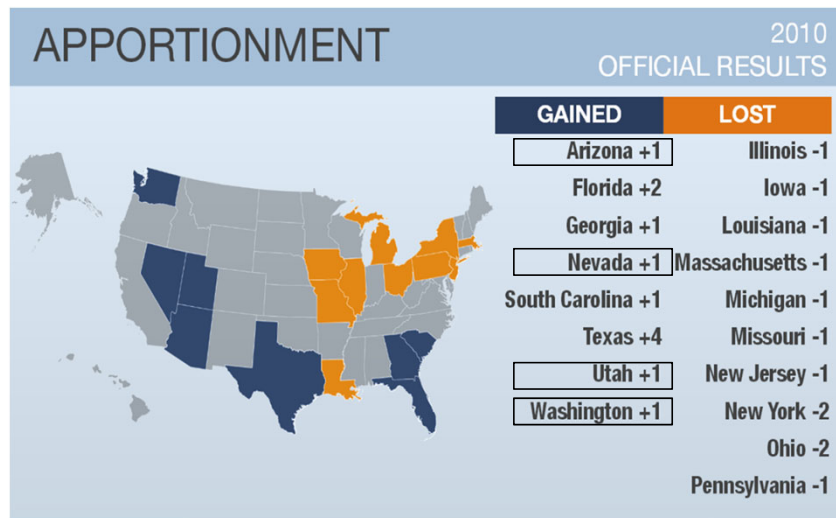 APPORTIONMENT
2010
OFFICIAL RESULTS
GAINED LOST
Arizona +1 Illinois -1
Florida +2 Iowa -1
Georgia +1 Louisiana -1
Nevada +1 Massachusetts -1
South Carolina +1 Michigan -1
Texas +4 Missouri -1
Utah +1 New Jersey -1
Washington +1 New York -2
Ohio -2
Pennsylvania -1